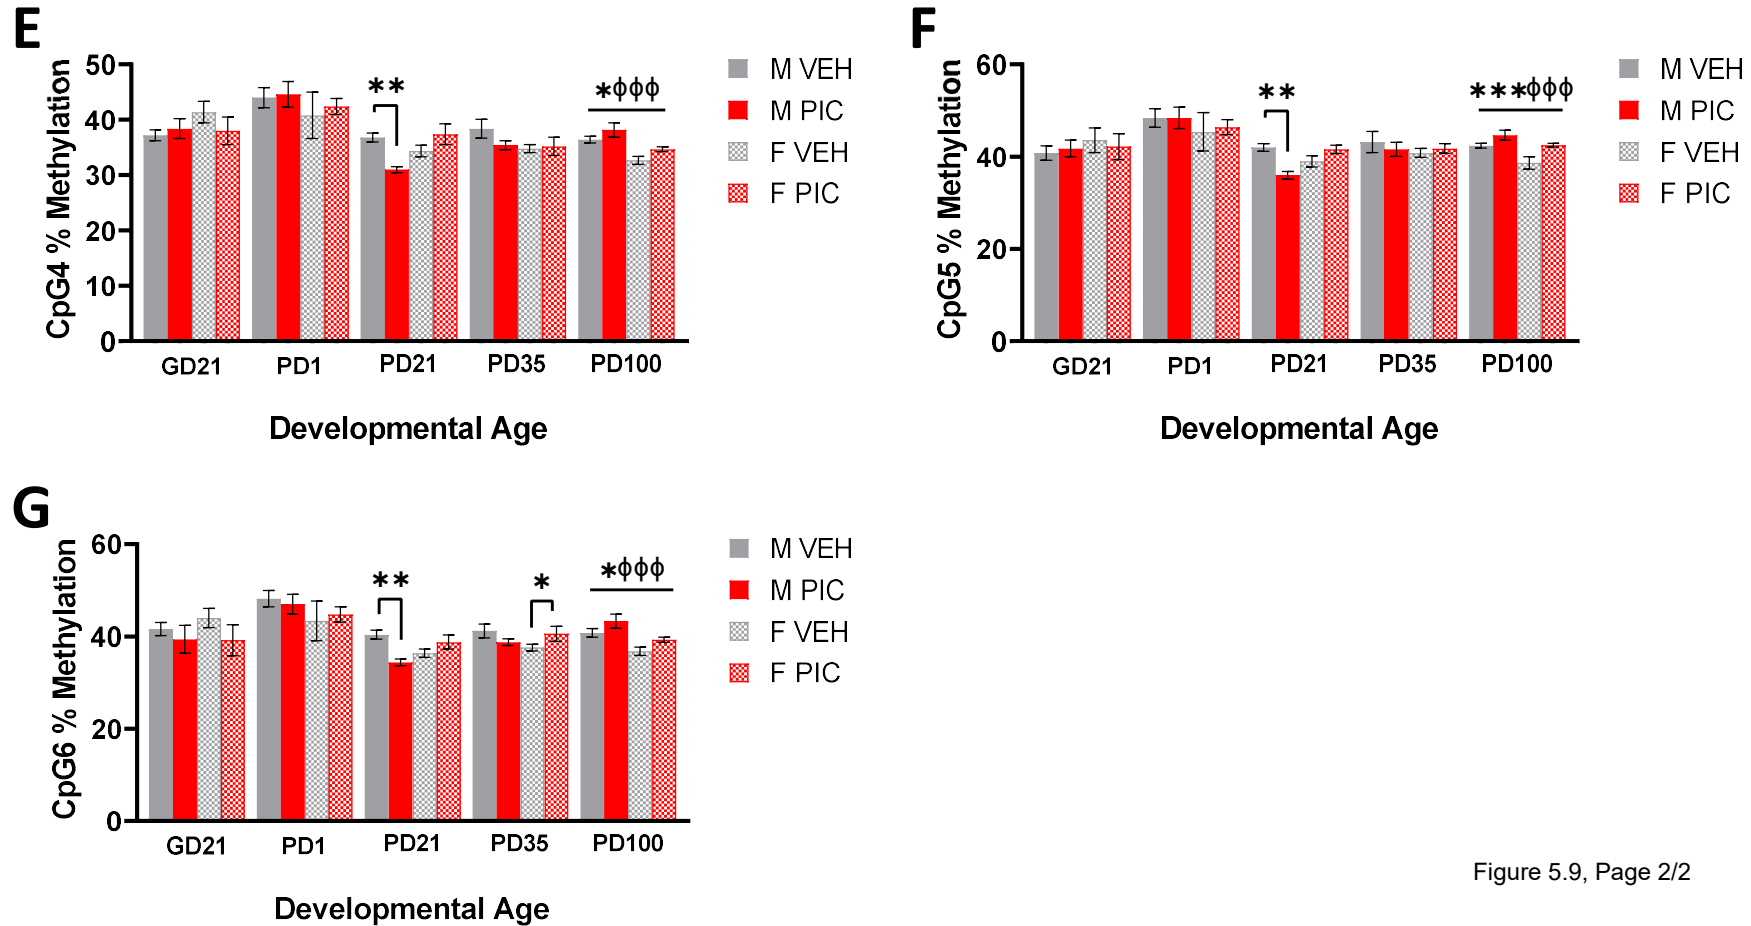 E
CpG4 % Methylation
50
40
30
20
10
0
**
*ϕϕϕ
GD21 PD1 PD21 PD35 PD100
Developmental Age
M VEH
M PIC
F VEH
F PIC
F
CpG5 % Methylation
60
40
20
0
**
***ϕϕϕ
GD21 PD1 PD21 PD35 PD100
Developmental Age
M VEH
M PIC
F VEH
F PIC
G
CpG6 % Methylation
60
40
20
0
**
*
*ϕϕϕ
GD21 PD1 PD21 PD35 PD100
Developmental Age
M VEH
M PIC
F VEH
F PIC
Figure 5.9, Page 2/2